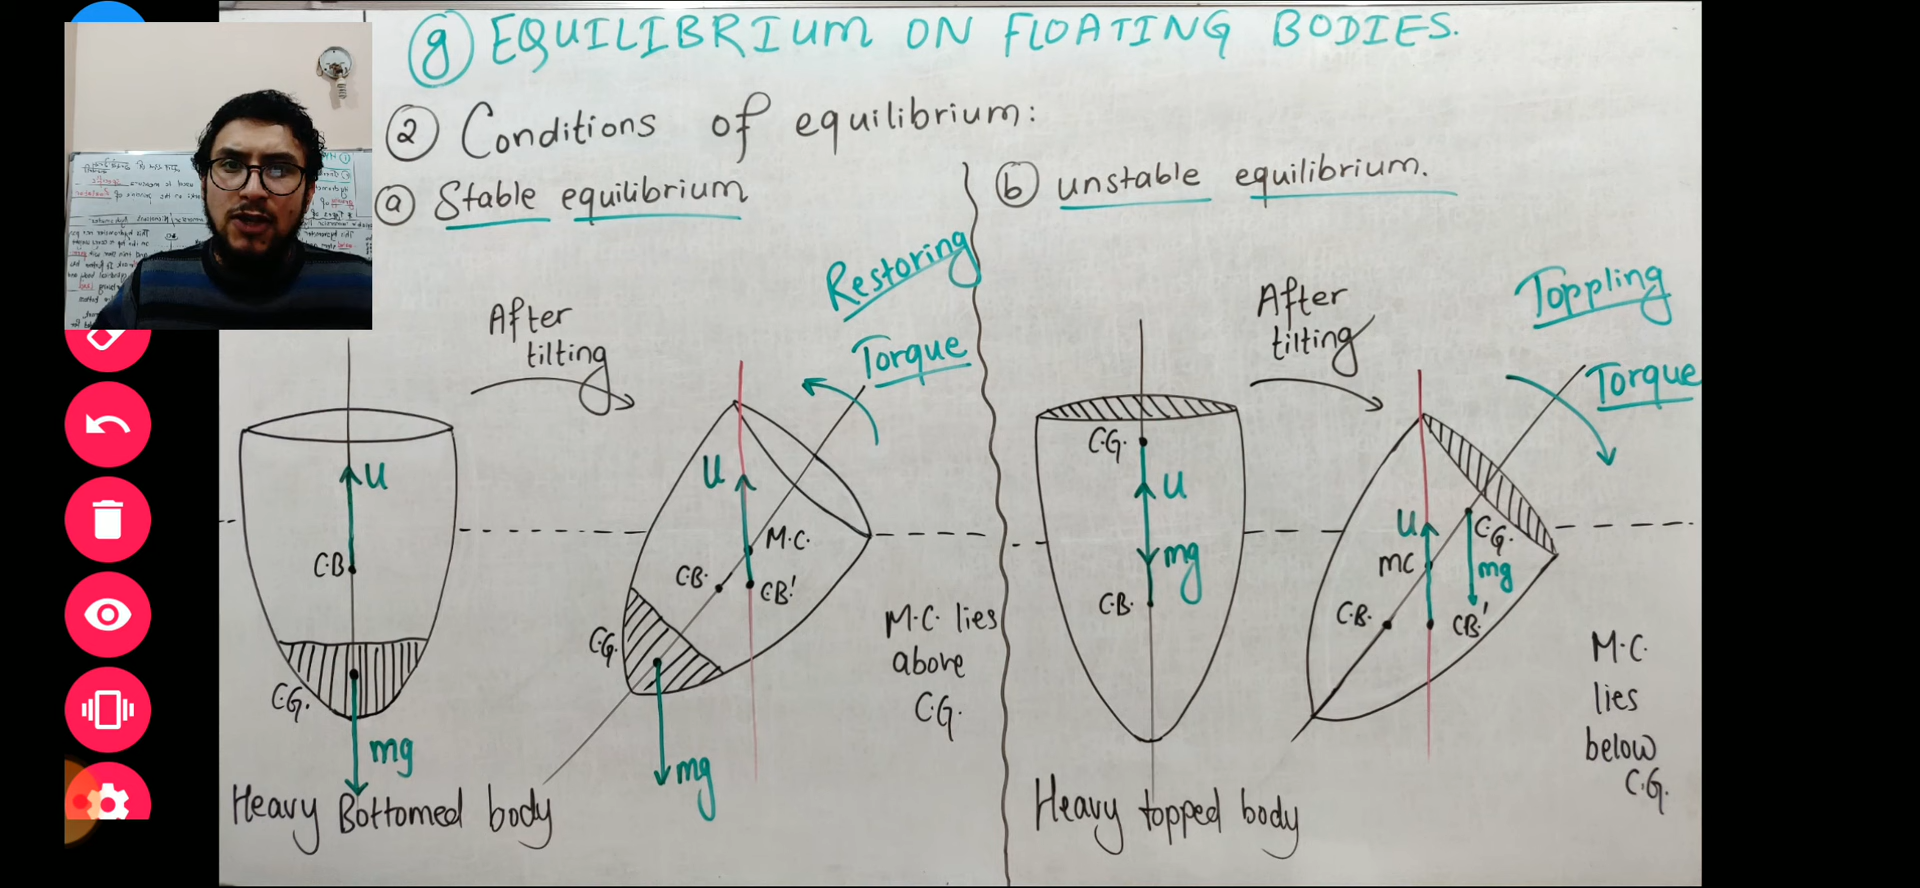 g EQUILIBRIUM ON FLOATING BODIES.
2 Conditions of equilibrium:
a Stable equilibrium
After
tilting
Restoring
Torque
U
C.B.
C.G.
mg
Heavy Bottomed body
U
M.C.
C.B.
C.B.'
C.G.
mg
M.C. lies
above
C.G.
b unstable equilibrium.
After
tilting
Toppling
Torque
C.G.
U
mg
C.B.
Heavy topped body
U
C.G.
mc
mg
C.B.
C.B.'
M.C.
lies
below
C.G.